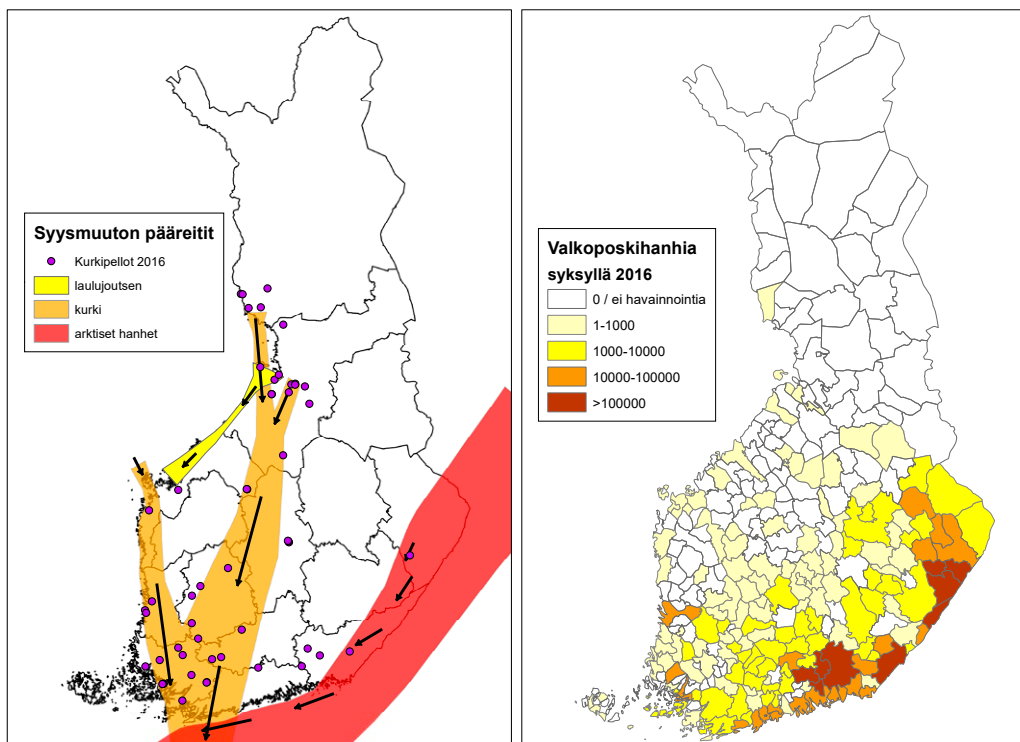 Syysmuuton pääreitit
Kurkipellot 2016
laulujoutsen
kurki
arktiset hanhet
Valkoposkihanhia
syksyllä 2016
0 / ei havainnointia
1-1000
1000-10000
10000-100000
>100000